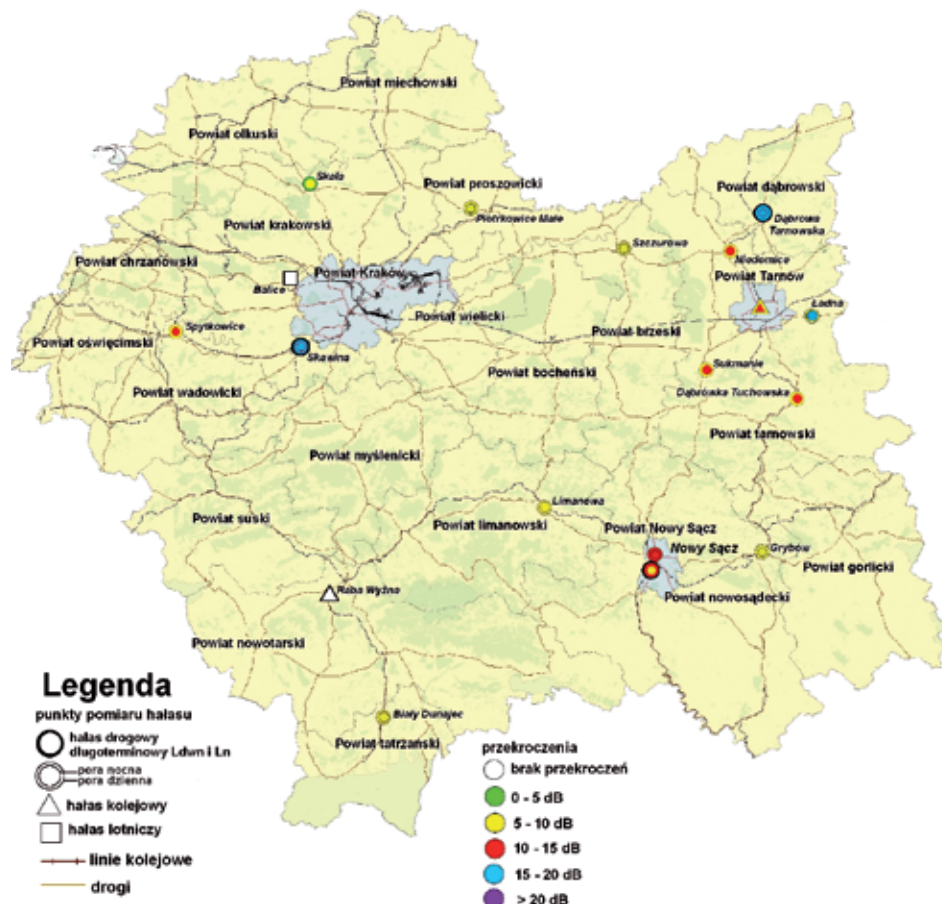 Powiat miechowski
Powiat olkuski
Skała
Powiat proszowicki
Powiat dąbrowski
Piotrkowice Małe
Dąbrowa
Tarnowska
Powiat krakowski
Szczurowa
Niedomice
Powiat chrzanowski
Powiat Kraków
Powiat Tarnów
Balice
Ładna
Powiat wielicki
Spytkowice
Powiat brzeski
Powiat oświęcimski
Skawina
Sukmanie
Powiat bocheński
Powiat wadowicki
Dąbrówka Tuchowska
Powiat tarnowski
Powiat myślenicki
Limanowa
Powiat suski
Powiat limanowski
Powiat Nowy Sącz
Nowy Sącz
Grybów
Powiat gorlicki
Raba Wyżna
Powiat nowosądecki
Powiat nowotarski
Biały Dunajec
Powiat tatrzański
Legenda
punkty pomiaru hałasu
hałas drogowy
długoterminowy Ldwn i Ln
pora nocna
pora dzienna
hałas kolejowy
hałas lotniczy
linie kolejowe
drogi
przekroczenia
brak przekroczeń
0 - 5 dB
5 - 10 dB
10 - 15 dB
15 - 20 dB
> 20 dB